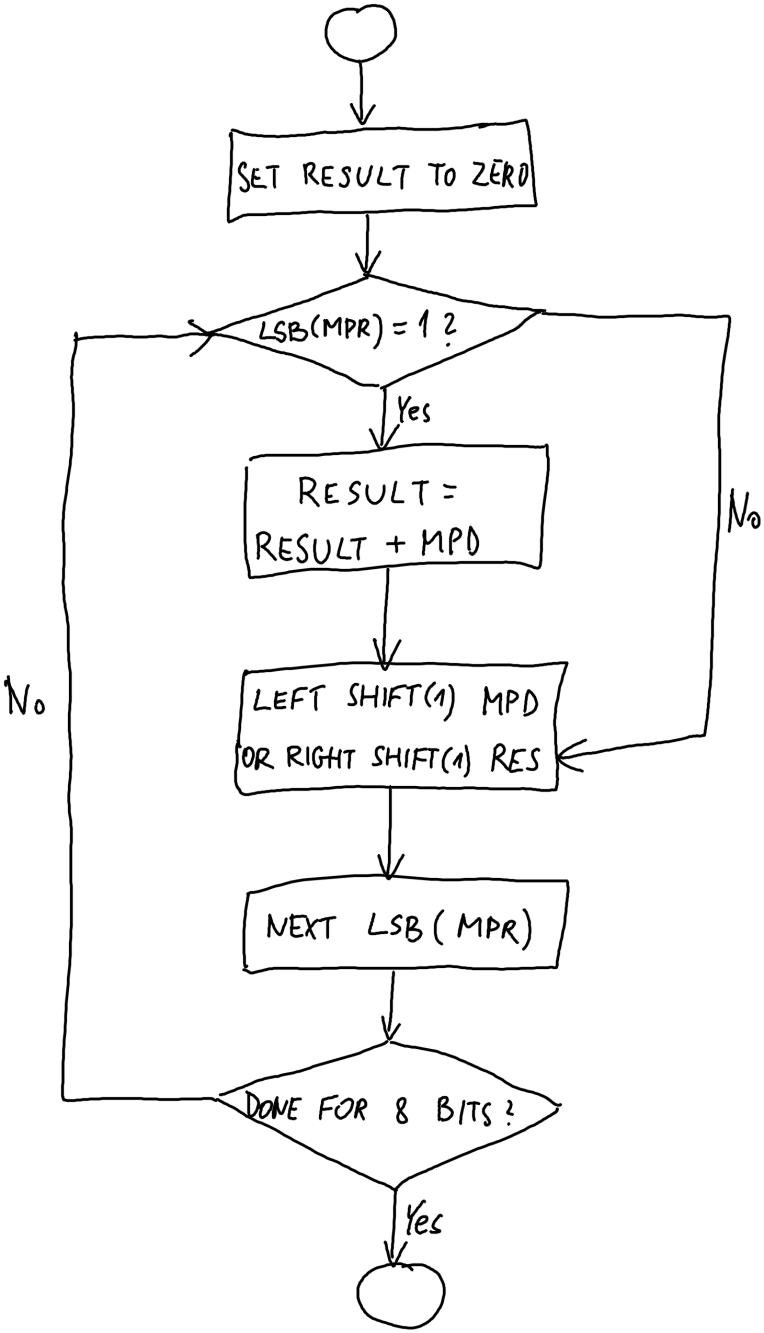 SET RESULT TO ZERO
LSB(MPR) = 1 ?
Yes
RESULT =
RESULT + MPD
No
LEFT SHIFT(1) MPD
OR RIGHT SHIFT(1) RES
No
NEXT LSB (MPR)
DONE FOR 8 BITS ?
Yes